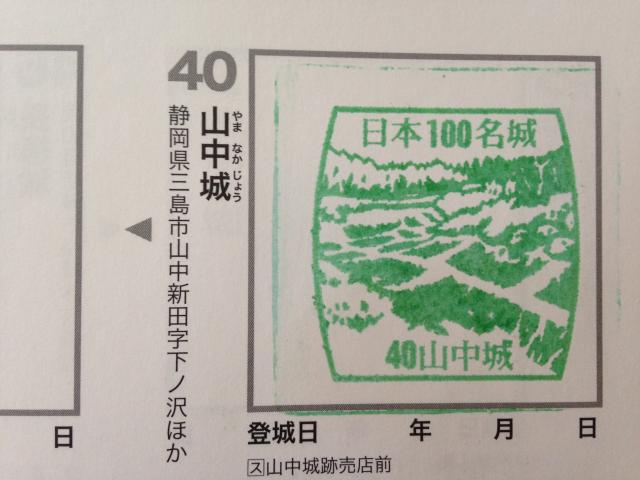 40
山中城
やま なか じょう
静岡県三島市山中新田字下ノ沢ほか
日本100名城
40山中城
登城日 年 月 日
ス山中城跡売店前
日